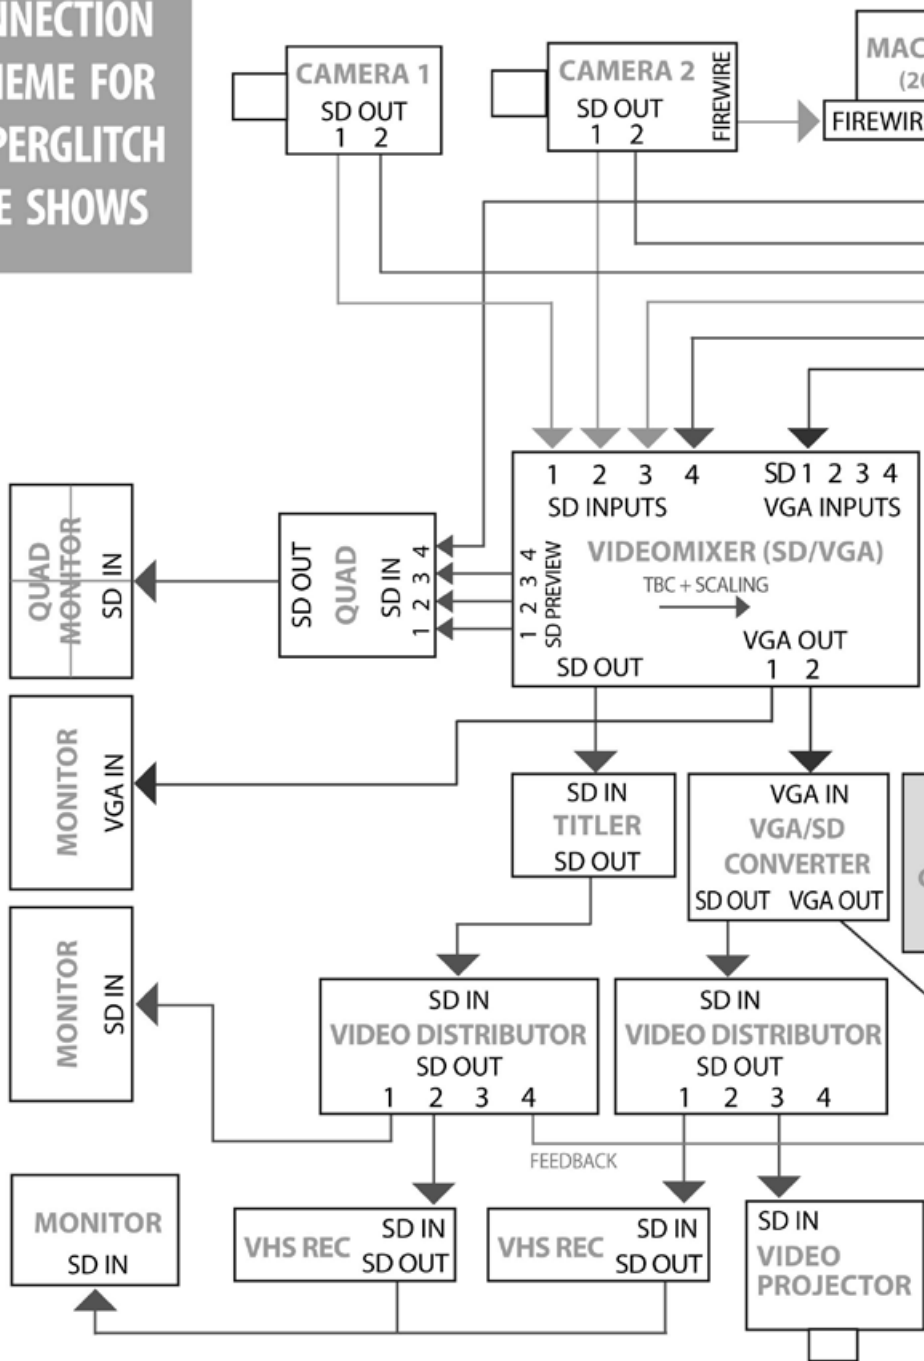 NNECTION
HEME FOR
PERGLITCH
E SHOWS
CAMERA 1
SD OUT
1 2
CAMERA 2
SD OUT
1 2
FIREWIRE
MAC
(20
FIREWIR
1 2 3 4
SD INPUTS
SD 1 2 3 4
VGA INPUTS
VIDEOMIXER (SD/VGA)
TBC + SCALING
SD PREVIEW
1 2 3 4
VGA OUT
1 2
SD OUT
QUAD
MONITOR
SD IN
SD OUT
QUAD
SD IN
1 2 3 4
MONITOR
VGA IN
SD IN
TITLER
SD OUT
VGA IN
VGA/SD
CONVERTER
SD OUT VGA OUT
MONITOR
SD IN
SD IN
VIDEO DISTRIBUTOR
SD OUT
1 2 3 4
SD IN
VIDEO DISTRIBUTOR
SD OUT
1 2 3 4
FEEDBACK
MONITOR
SD IN
VHS REC
SD IN
SD OUT
VHS REC
SD IN
SD OUT
SD IN
VIDEO
PROJECTOR